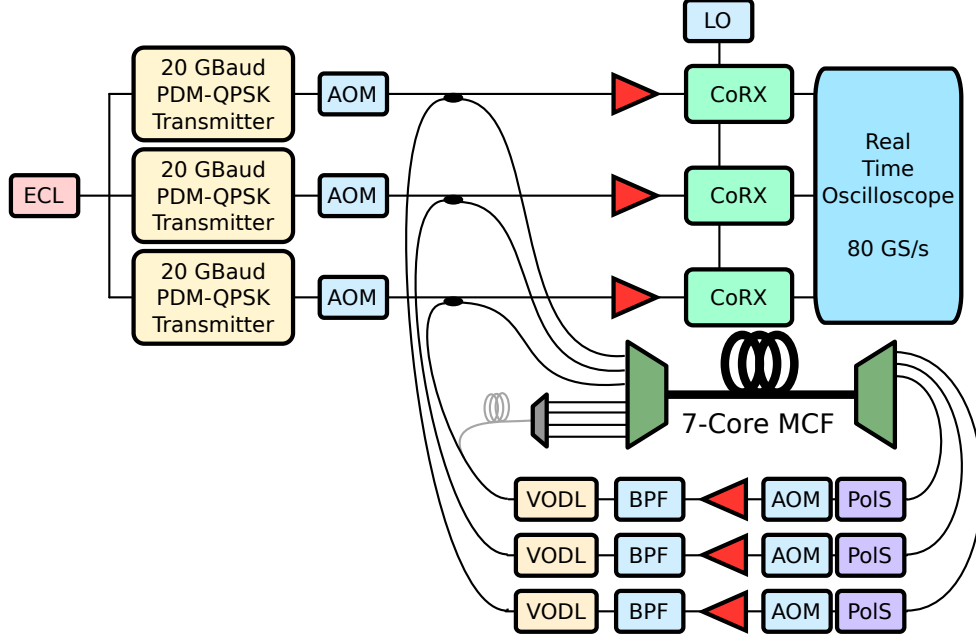 LO
20 GBaud
PDM-QPSK
Transmitter
AOM
CoRX
20 GBaud
PDM-QPSK
Transmitter
AOM
CoRX
ECL
20 GBaud
PDM-QPSK
Transmitter
AOM
CoRX
Real
Time
Oscilloscope
80 GS/s
7-Core MCF
VODL
BPF
AOM
PolS
VODL
BPF
AOM
PolS
VODL
BPF
AOM
PolS